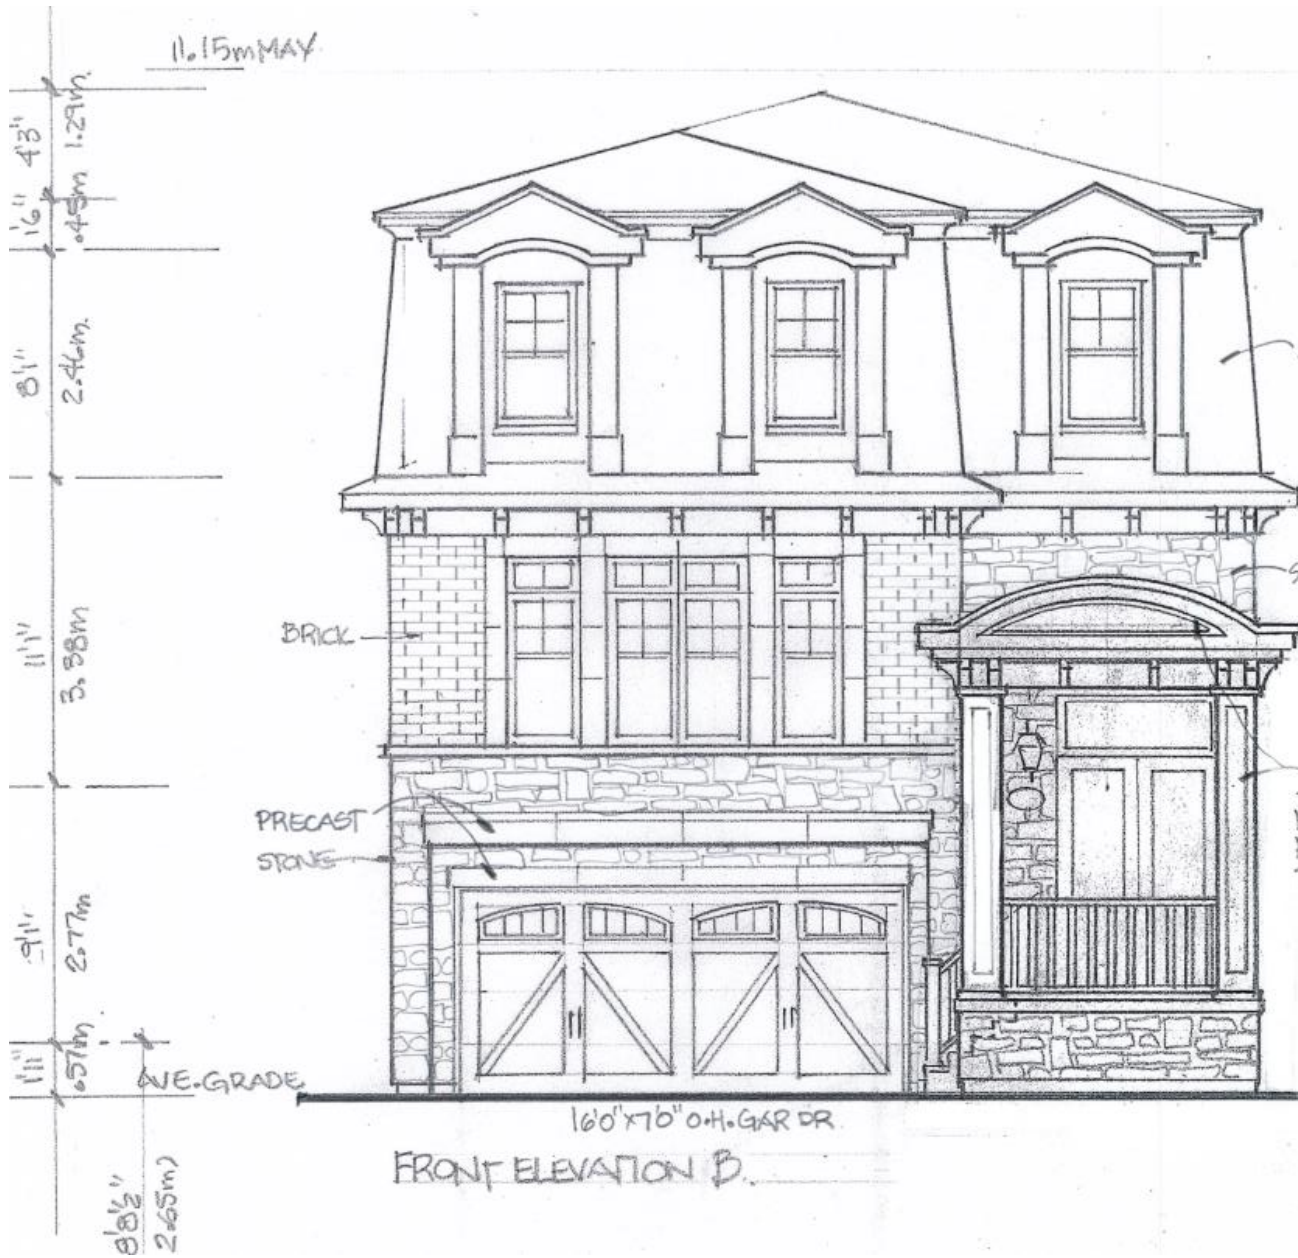 11.15m MAX
4'3" 1.29m.
1'6" .45m
8'1" 2.46m.
11'1" 3.38m
9'1" 2.77m
1'11" .57m
8'8½" 2.65m)
AVE. GRADE
BRICK
PRECAST
STONE
S
16'0"x7'0" O.H. GAR DR.
FRONT ELEVATION B.